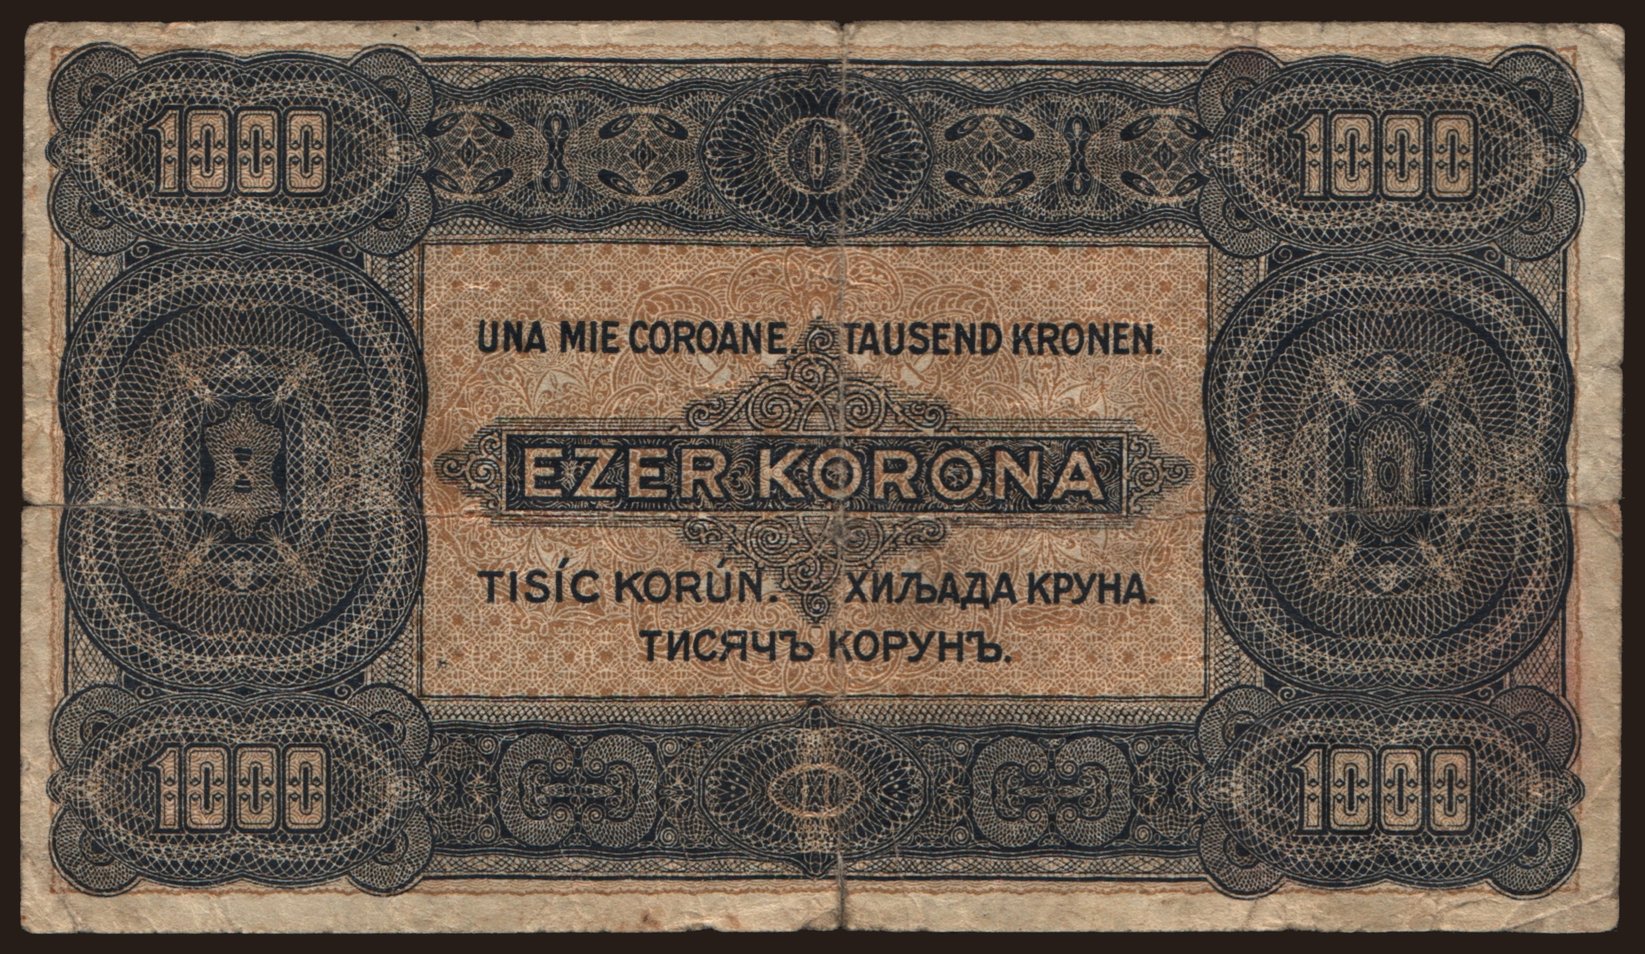 1000 1000
UNA MIE COROANE. TAUSEND KRONEN.
EZER KORONA
TISÍC KORÚN. ХИЉАДА КРУНА.
ТИСЯЧЪ КОРУНЪ.
1000 1000